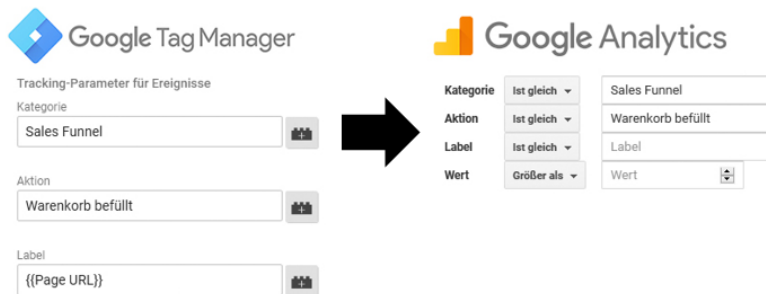 Google Tag Manager
Tracking-Parameter für Ereignisse
Kategorie
Sales Funnel
Aktion
Warenkorb befüllt
Label
{{Page URL}}
Google Analytics
Kategorie Ist gleich Sales Funnel
Aktion Ist gleich Warenkorb befüllt
Label Ist gleich Label
Wert Größer als Wert